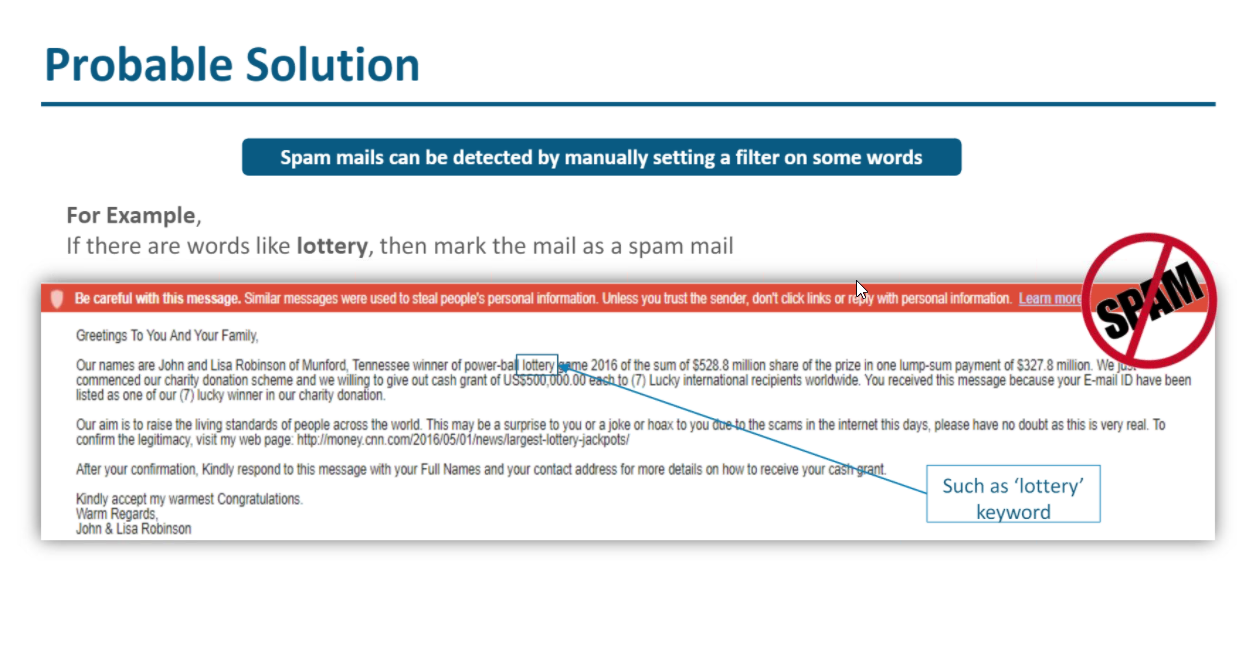 Probable Solution
Spam mails can be detected by manually setting a filter on some words
For Example,
If there are words like lottery, then mark the mail as a spam mail
Be careful with this message. Similar messages were used to steal people's personal information. Unless you trust the sender, don't click links or reply with personal information. Learn more
SPAM
Greetings To You And Your Family,
Our names are John and Lisa Robinson of Munford, Tennessee winner of power-ball lottery game 2016 of the sum of $528.8 million share of the prize in one lump-sum payment of $327.8 million. We just
commenced our charity donation scheme and we willing to give out cash grant of US$500,000.00 each to (7) Lucky international recipients worldwide. You received this message because your E-mail ID have been
listed as one of our (7) lucky winner in our charity donation.
Our aim is to raise the living standards of people across the world. This may be a surprise to you or a joke or hoax to you due to the scams in the internet this days, please have no doubt as this is very real. To
confirm the legitimacy, visit my web page: http://money.cnn.com/2016/05/01/news/largest-lottery-jackpots/
After your confirmation, Kindly respond to this message with your Full Names and your contact address for more details on how to receive your cash grant.
Kindly accept my warmest Congratulations.
Warm Regards,
John & Lisa Robinson
Such as ‘lottery’
keyword